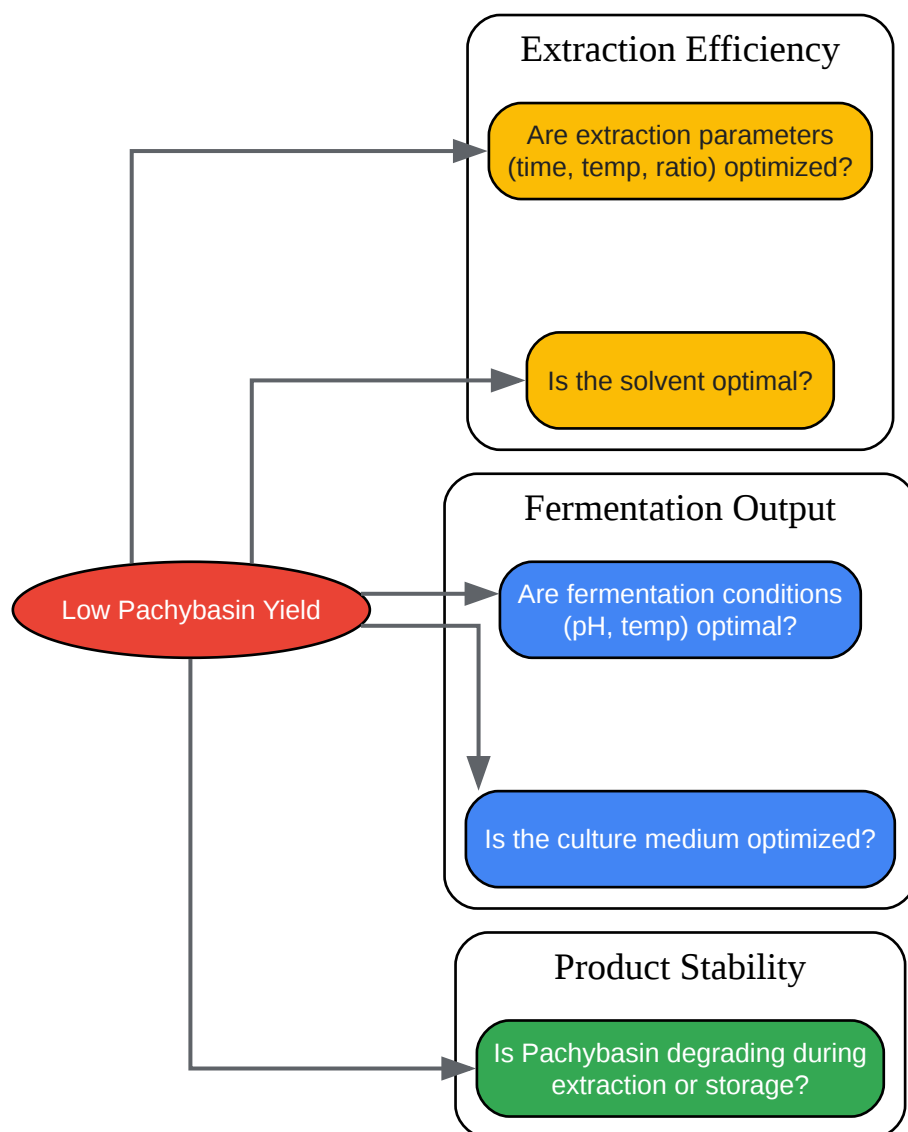 Extraction Efficiency
Are extraction parameters
(time, temp, ratio) optimized?
Is the solvent optimal?
Fermentation Output
Low Pachybasin Yield
Are fermentation conditions
(pH, temp) optimal?
Is the culture medium optimized?
Product Stability
Is Pachybasin degrading during
extraction or storage?